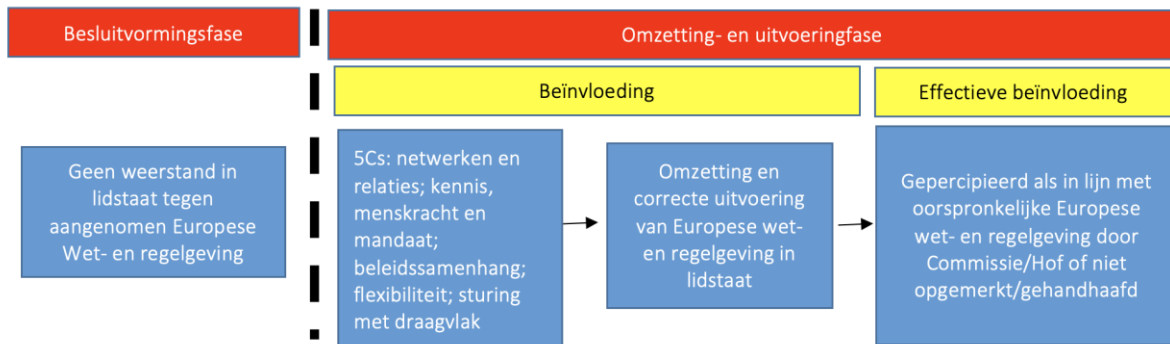 Besluitvormingsfase
Omzetting- en uitvoeringfase
Beïnvloeding
Effectieve beïnvloeding
Geen weerstand in
lidstaat tegen
aangenomen Europese
Wet- en regelgeving
5Cs: netwerken en
relaties; kennis,
menskracht en
mandaat;
beleidssamenhang;
flexibiliteit; sturing
met draagvlak
Omzetting en
correcte uitvoering
van Europese wet-
en regelgeving in
lidstaat
Gepercipieerd als in lijn met
oorspronkelijke Europese
wet- en regelgeving door
Commissie/Hof of niet
opgemerkt/gehandhaafd